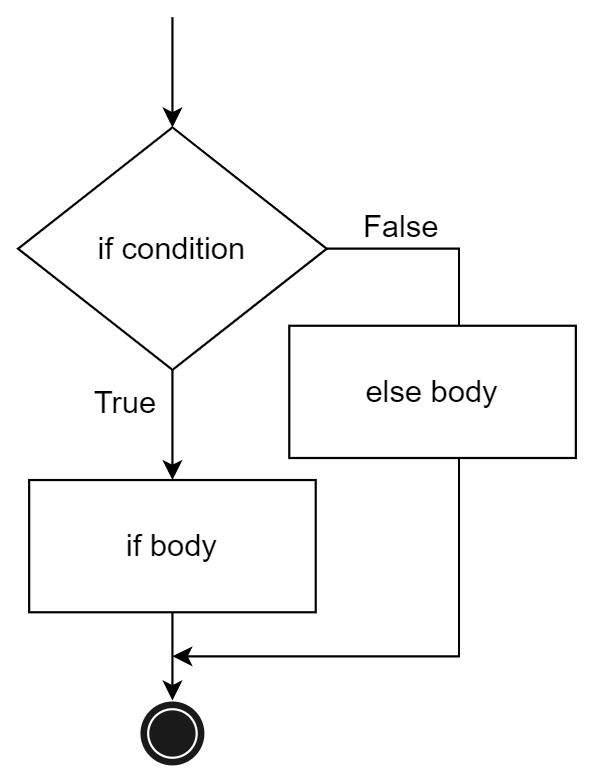 if condition
False
else body
True
if body